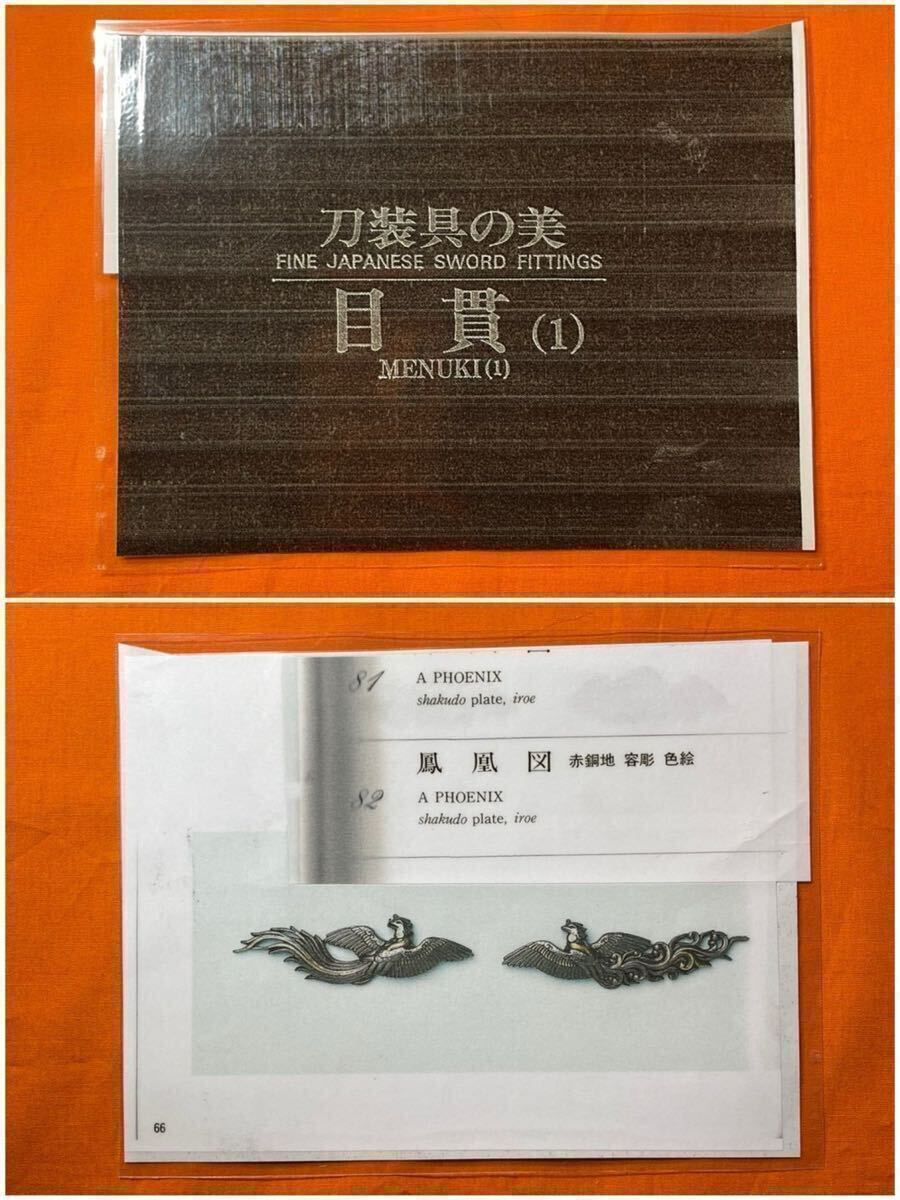 刀装具の美
FINE JAPANESE SWORD FITTINGS
目 貫 (1)
MENUKI(1)
81 A PHOENIX
shakudo plate, iroe
鳳 凰 図 赤銅地 容彫 色絵
82 A PHOENIX
shakudo plate, iroe
66